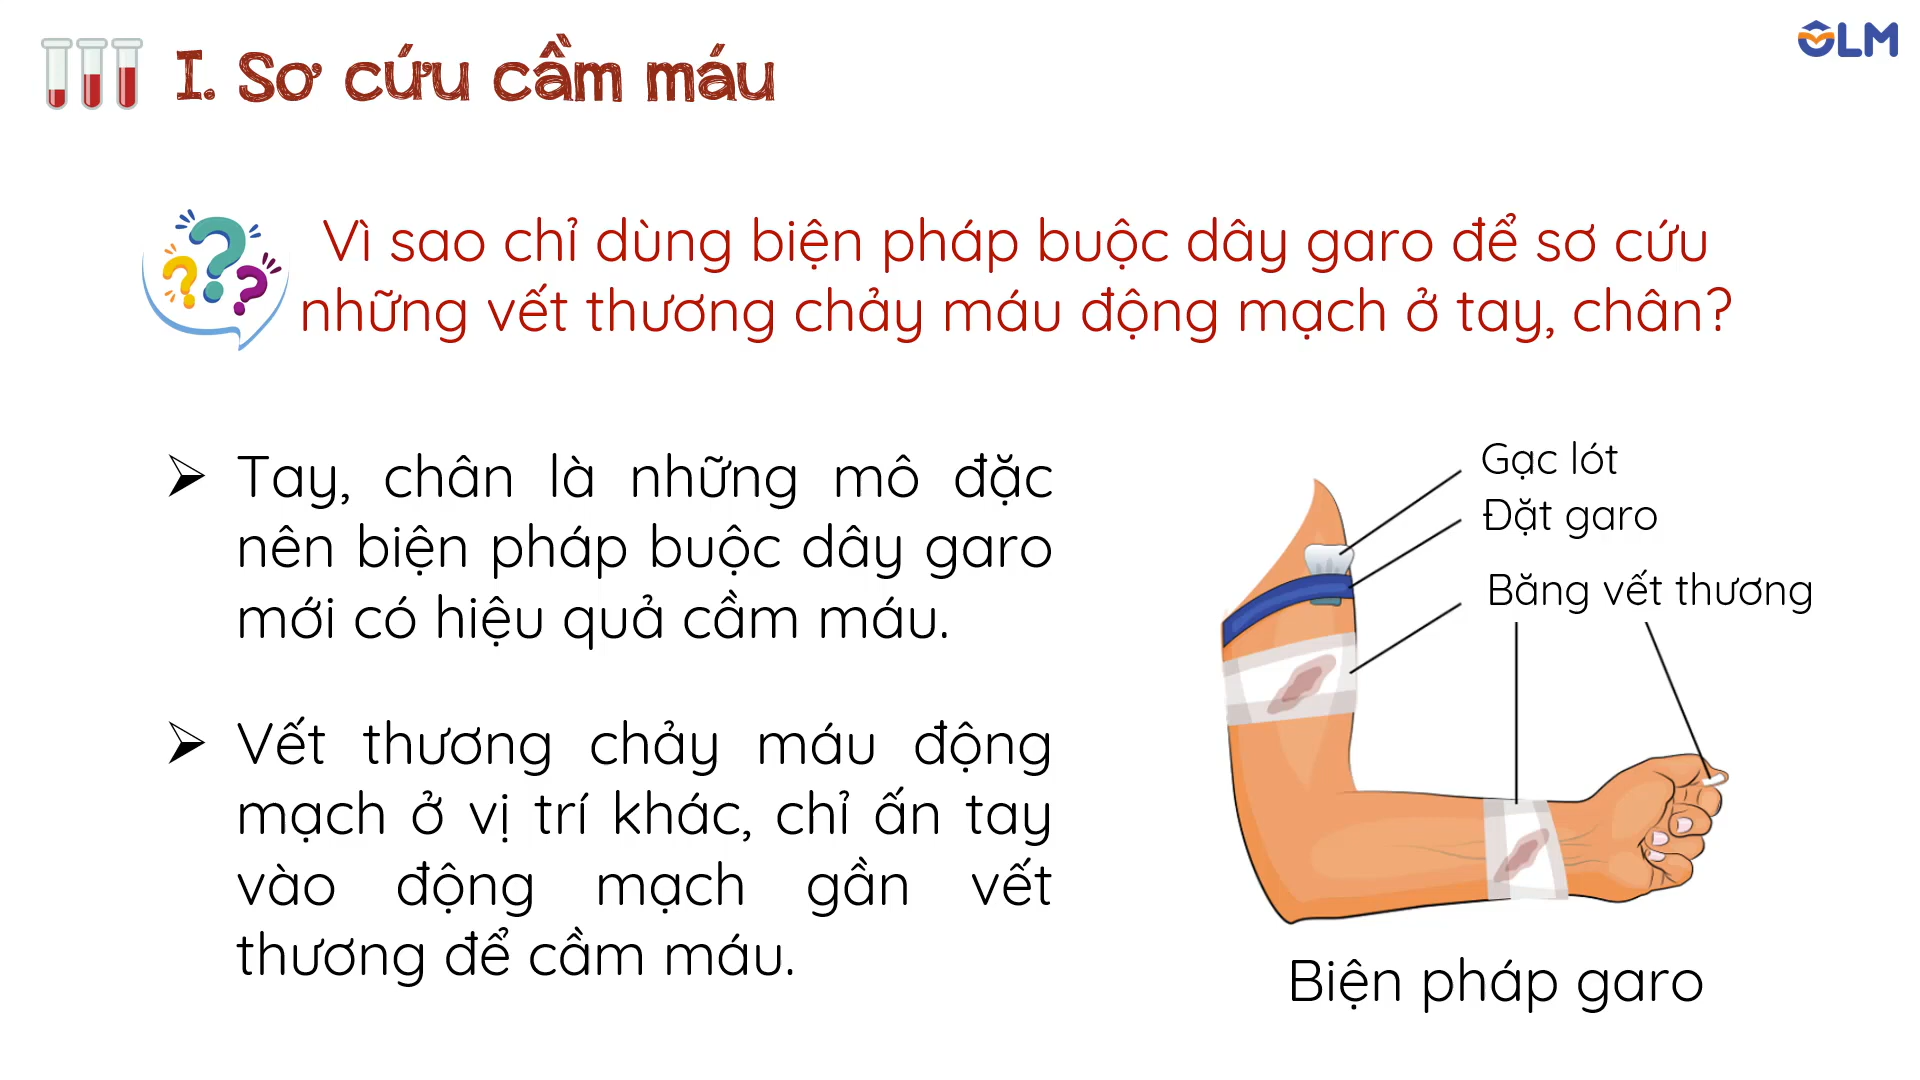 I. Sơ cứu cầm máu
OLM
Vì sao chỉ dùng biện pháp buộc dây garo để sơ cứu
những vết thương chảy máu động mạch ở tay, chân?
Tay, chân là những mô đặc
nên biện pháp buộc dây garo
mới có hiệu quả cầm máu.
Vết thương chảy máu động
mạch ở vị trí khác, chỉ ấn tay
vào động mạch gần vết
thương để cầm máu.
Gạc lót
Đặt garo
Băng vết thương
Biện pháp garo